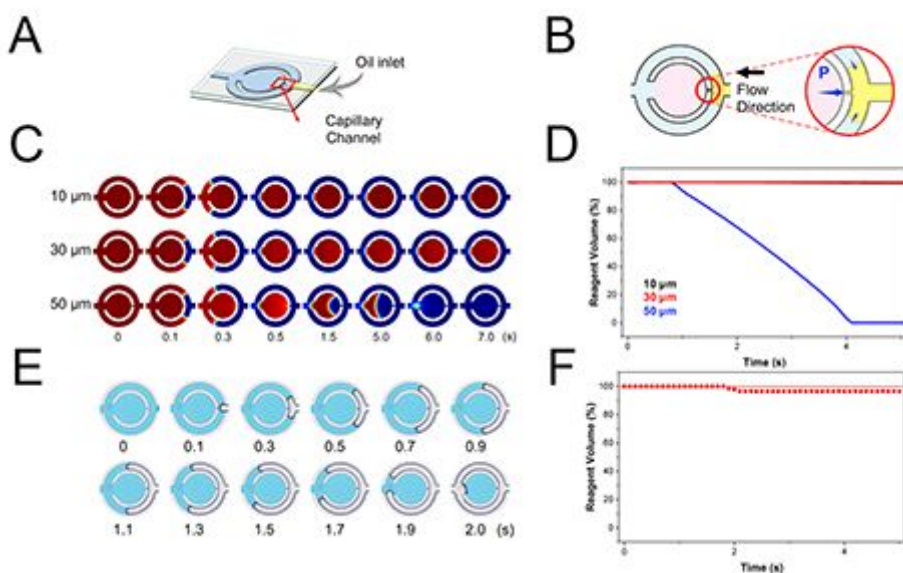 A
Oil inlet
Capillary
Channel
B
P
Flow
Direction
C
10 µm
30 µm
50 µm
0 0.1 0.3 0.5 1.5 5.0 6.0 7.0 (s)
D
Reagent Volume (%)
100
80
60
40
20
0
10 µm
30 µm
50 µm
0 2 4
Time (s)
E
0 0.1 0.3 0.5 0.7 0.9
1.1 1.3 1.5 1.7 1.9 2.0 (s)
F
Reagent Volume (%)
100
80
60
40
20
0
0 2 4
Time (s)